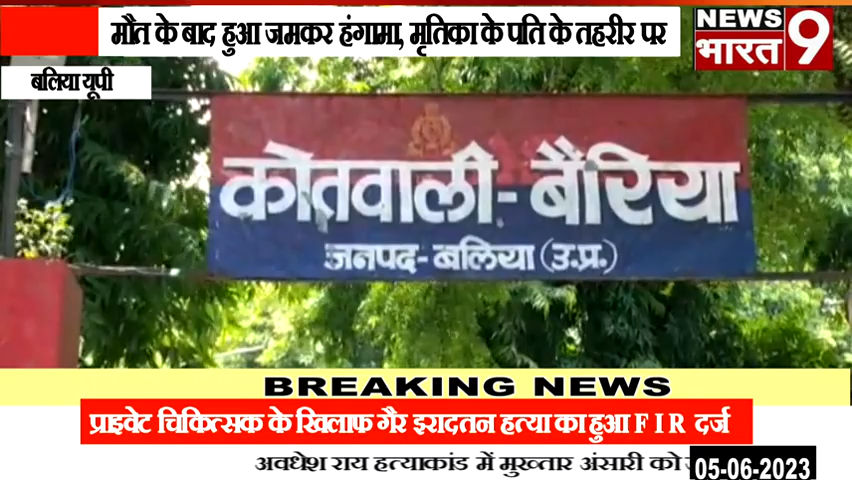 मौत के बाद हुआ जमकर हंगामा, मृतिका के पति के तहरीर पर
NEWS
भारत 9
बलिया यूपी
कोतवाली - बैरिया
जनपद - बलिया (उ.प्र.)
BREAKING NEWS
प्राइवेट चिकित्सक के खिलाफ गैर इरादतन हत्या का हुआ F I R दर्ज
अवधेश राय हत्याकांड में मुख्तार अंसारी को
05-06-2023